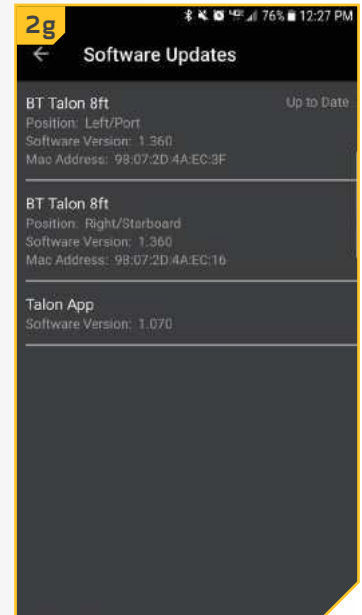 2g
76% 12:27 PM
Software Updates
BT Talon 8ft Up to Date
Position: Left/Port
Software Version: 1.360
Mac Address: 98:07:2D:4A:EC:3F
BT Talon 8ft
Position: Right/Starboard
Software Version: 1.360
Mac Address: 98:07:2D:4A:EC:16
Talon App
Software Version: 1.070